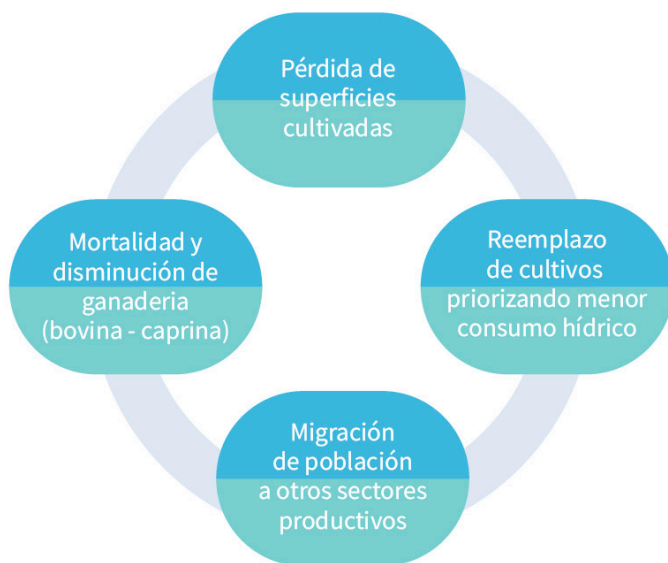 Pérdida de
superficies
cultivadas
Reemplazo
de cultivos
priorizando menor
consumo hídrico
Migración
de población
a otros sectores
productivos
Mortalidad y
disminución de
ganaderia
(bovina - caprina)